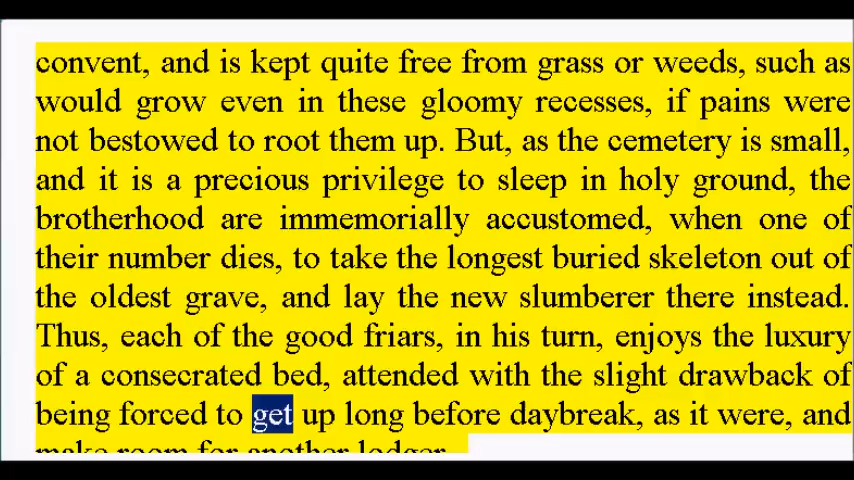 convent, and is kept quite free from grass or weeds, such as
would grow even in these gloomy recesses, if pains were
not bestowed to root them up. But, as the cemetery is small,
and it is a precious privilege to sleep in holy ground, the
brotherhood are immemorially accustomed, when one of
their number dies, to take the longest buried skeleton out of
the oldest grave, and lay the new slumberer there instead.
Thus, each of the good friars, in his turn, enjoys the luxury
of a consecrated bed, attended with the slight drawback of
being forced to get up long before daybreak, as it were, and
make room for another lodger.